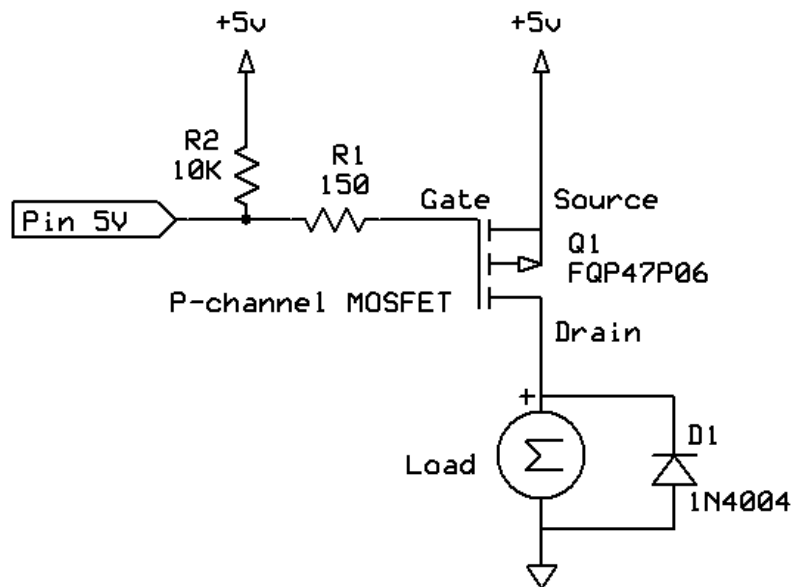 +5v
+5v
R2
10K
R1
150
Gate
Source
Pin 5V
Q1
FQP47P06
P-channel MOSFET
Drain
+
D1
Load
1N4004